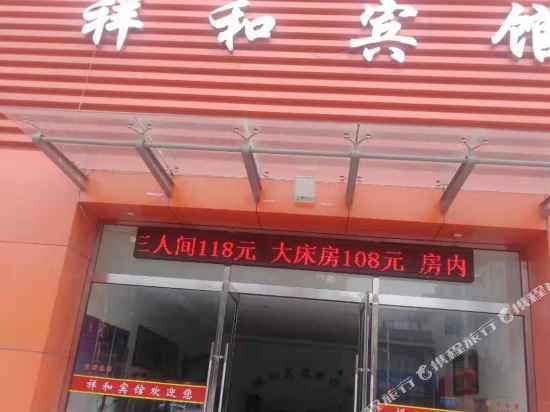 祥和宾馆
三人间118元 大床房108元 房内
祥和宾馆欢迎您
携程旅行